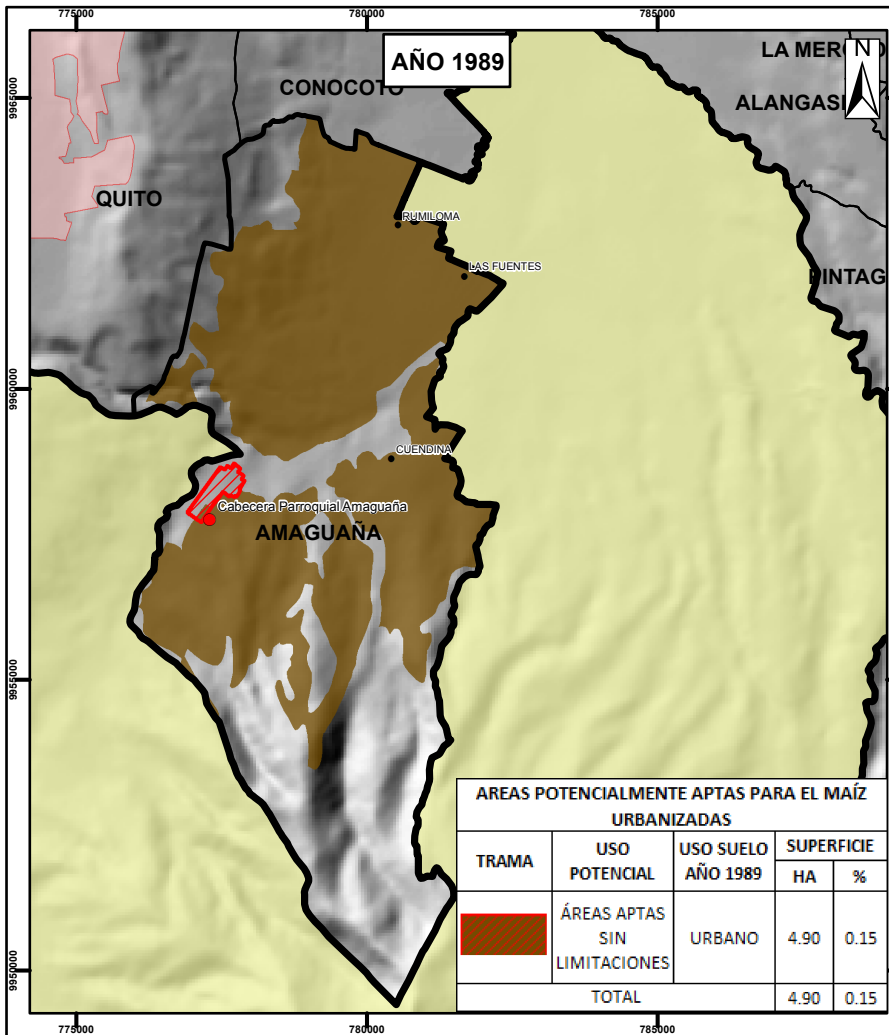 775000 780000 785000
AÑO 1989
N
LA MERC
CONOCOTO
ALANGASI
9965000
QUITO
RUMILOMA
LAS FUENTES
PINTAG
9960000
CUENDINA
Cabecera Parroquial Amaguaña
AMAGUAÑA
9955000
AREAS POTENCIALMENTE APTAS PARA EL MAÍZ
URBANIZADAS
TRAMA USO POTENCIAL USO SUELO AÑO 1989 SUPERFICIE
HA %
ÁREAS APTAS SIN LIMITACIONES URBANO 4.90 0.15
TOTAL 4.90 0.15
9950000
775000 780000 785000